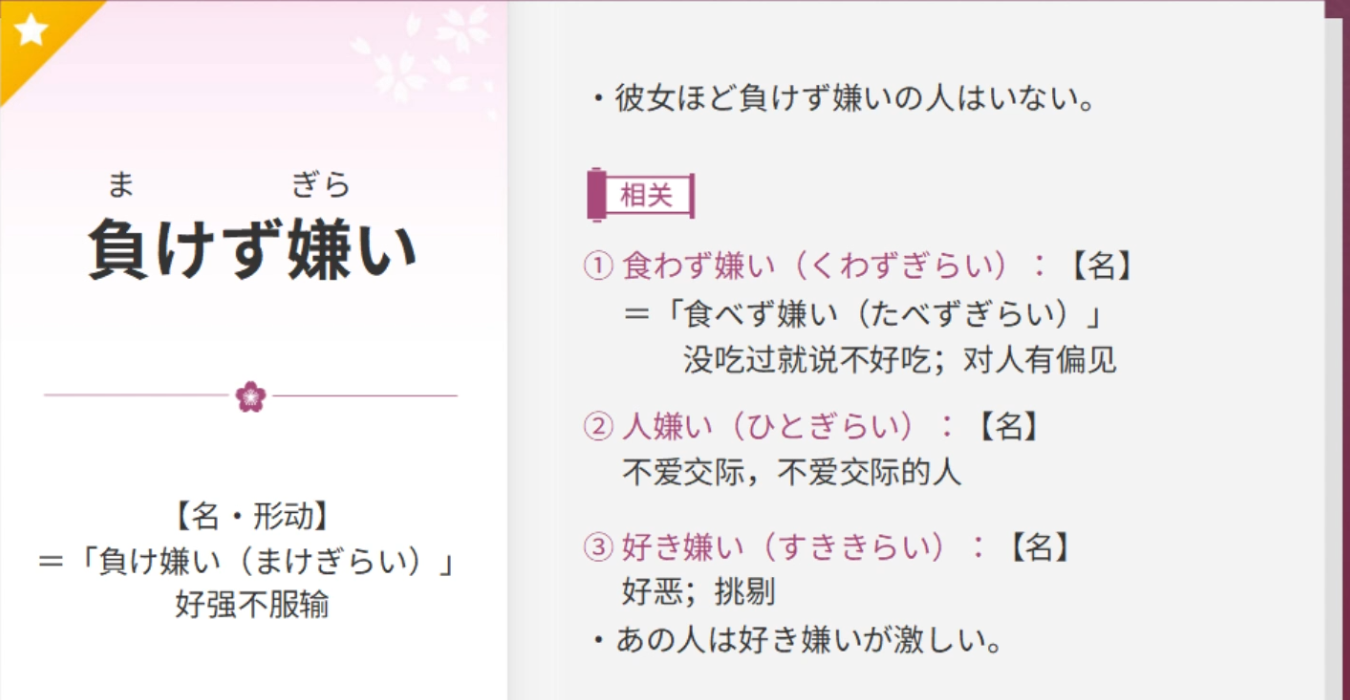 ま ぎら
負けず嫌い
【名・形动】
＝「負け嫌い（まけぎらい）」
好强不服输
・彼女ほど負けず嫌いの人はいない。
相关
① 食わず嫌い（くわずぎらい）：【名】
＝「食べず嫌い（たべずぎらい）」
没吃过就说不好吃；对人有偏见
② 人嫌い（ひとぎらい）：【名】
不爱交际，不爱交际的人
③ 好き嫌い（すききらい）：【名】
好恶；挑剔
・あの人は好き嫌いが激しい。